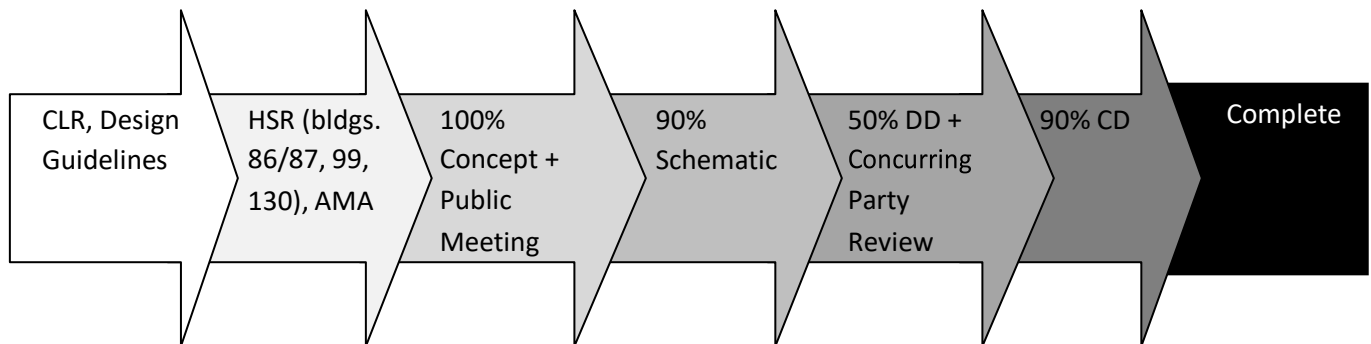 CLR, Design
Guidelines
HSR (bldgs.
86/87, 99,
130), AMA
100%
Concept +
Public
Meeting
90%
Schematic
50% DD +
Concurring
Party
Review
90% CD
Complete